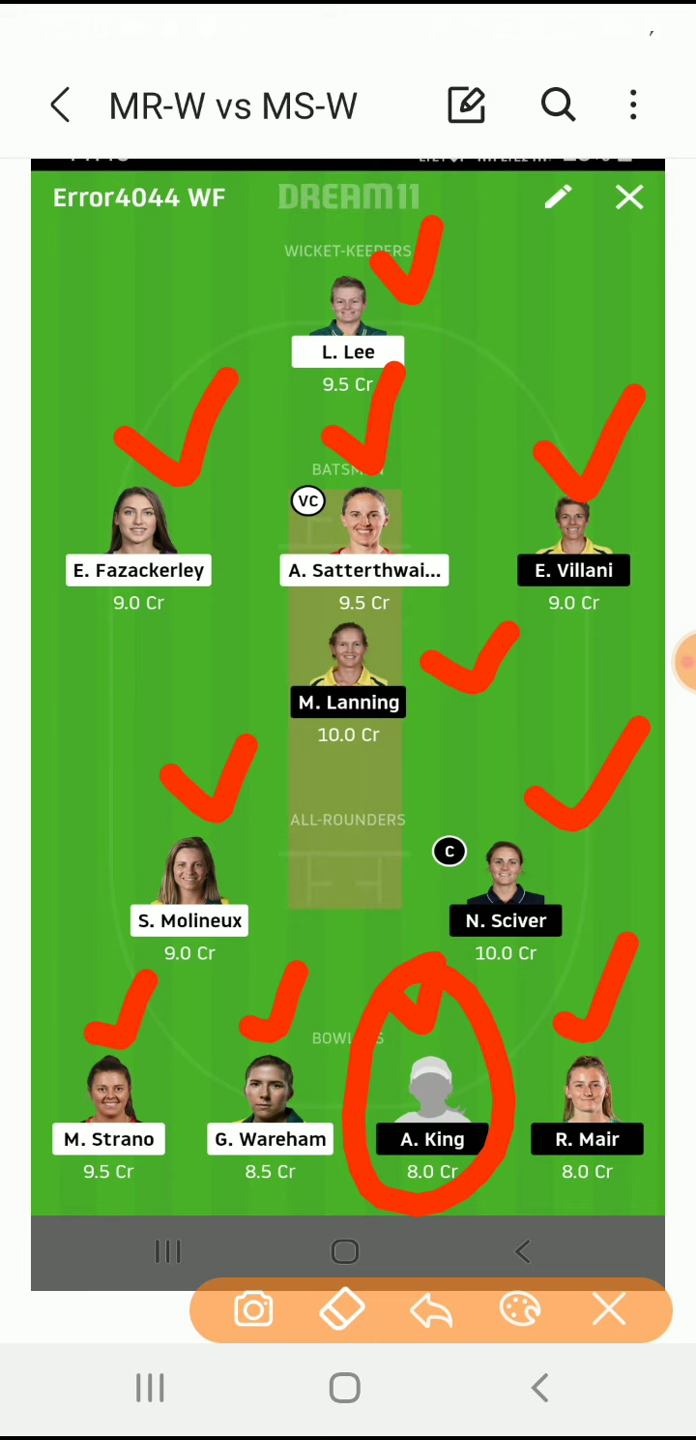 MR-W vs MS-W
Error4044 WF
DREAM11
WICKET-KEEPERS
L. Lee
9.5 Cr
VC
E. Fazackerley
A. Satterthwai...
E. Villani
9.0 Cr
9.5 Cr
9.0 Cr
M. Lanning
10.0 Cr
ALL-ROUNDERS
C
S. Molineux
N. Sciver
9.0 Cr
10.0 Cr
M. Strano
G. Wareham
A. King
R. Mair
9.5 Cr
8.5 Cr
8.0 Cr
8.0 Cr